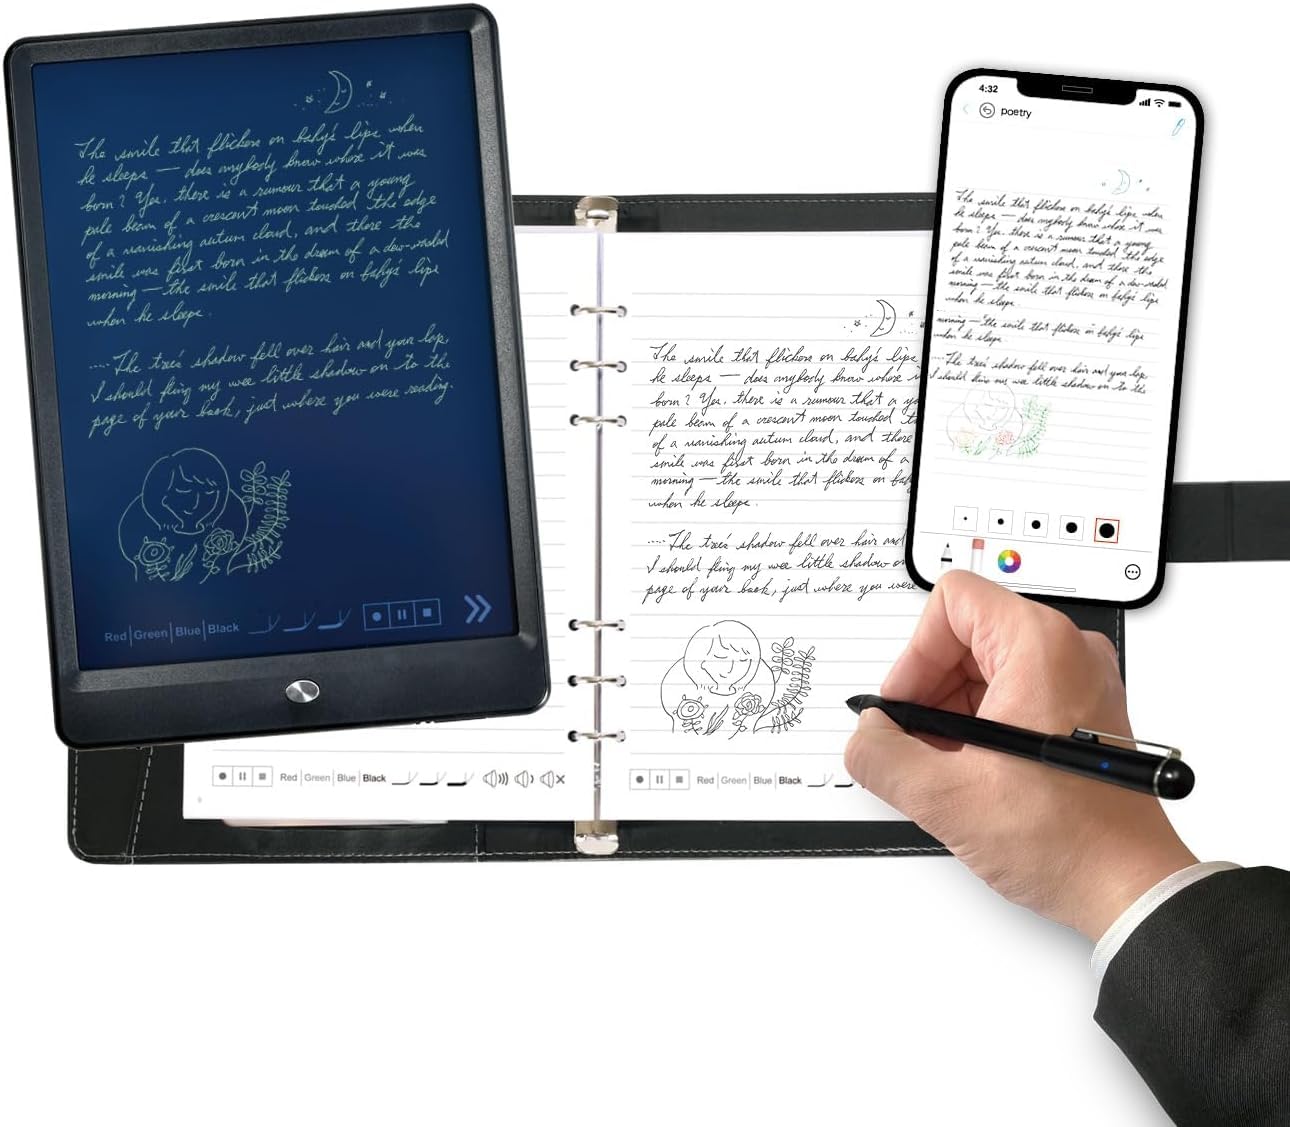 The smile that flickers on baby's lips when
he sleeps — does anybody know where it was
born? Yes, there is a rumour that a young
pale beam of a crescent moon touched the edge
of a vanishing autum cloud, and there the
smile was first born in the dream of a dew-washed
morning — the smile that flickers on baby's lips
when he sleeps.
.... The tree's shadow fell over hair and your lap,
I should fling my wee little shadow on to the
page of your book, just where you were reading.
Red | Green | Blue | Black
Red | Green | Blue | Black
The smile that flickers on baby's lips
he sleeps — does anybody know where i
born? Yes, there is a rumour that a yo
pale beam of a crescent moon touched t
of a vanishing autum cloud, and there
smile was first born in the dream of a
morning — the smile that flickers on bab
when he sleeps.
.... The tree's shadow fell over hair and
I should fling my wee little shadow o
page of your book, just where you were
Red | Green | Blue | Black
4:32
poetry
The smile that flickers on baby's lips when
he sleeps — does anybody know where it was
born? Yes, there is a rumour that a young
pale beam of a crescent moon touched the edge
of a vanishing autum cloud, and there the
smile was first born in the dream of a dew-washed
morning — the smile that flickers on baby's lips
when he sleeps.
morning — the smile that flickers on baby's lips
when he sleeps.
.... The tree's shadow fell over hair and your lap,
I should my wee little shadow on to the